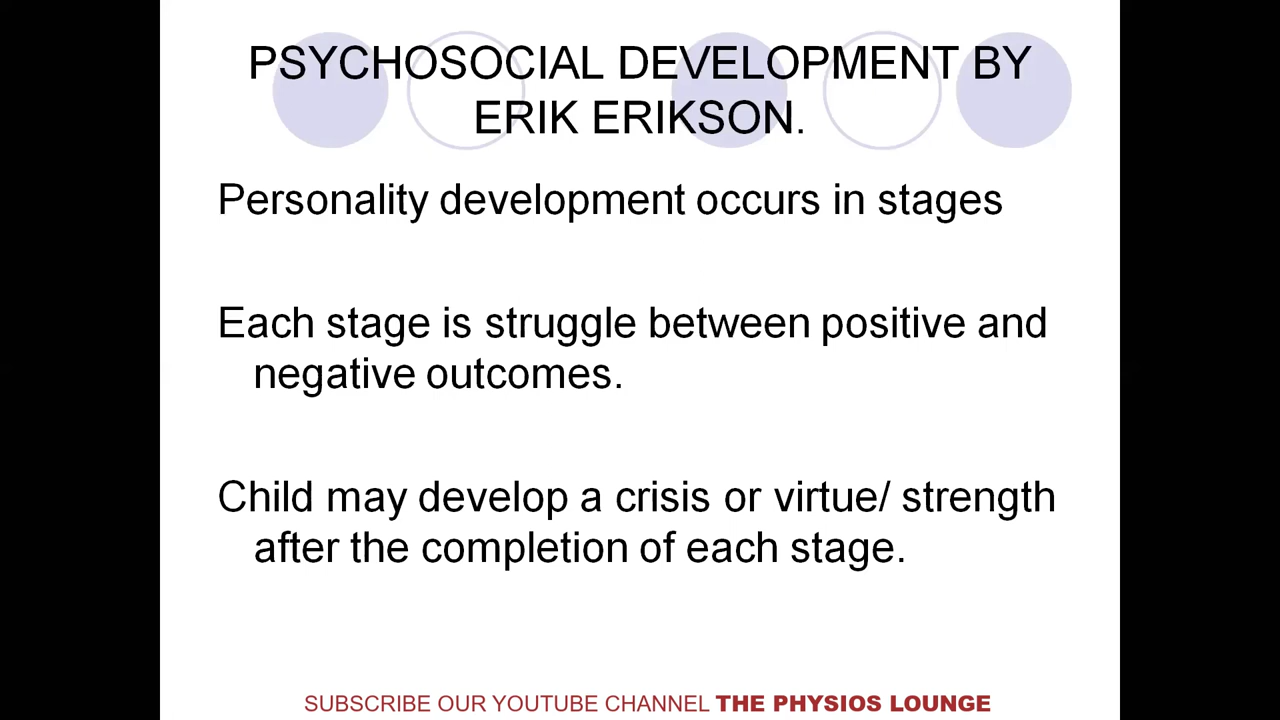 PSYCHOSOCIAL DEVELOPMENT BY
ERIK ERIKSON.
Personality development occurs in stages
Each stage is struggle between positive and
negative outcomes.
Child may develop a crisis or virtue/ strength
after the completion of each stage.
SUBSCRIBE OUR YOUTUBE CHANNEL THE PHYSIOS LOUNGE